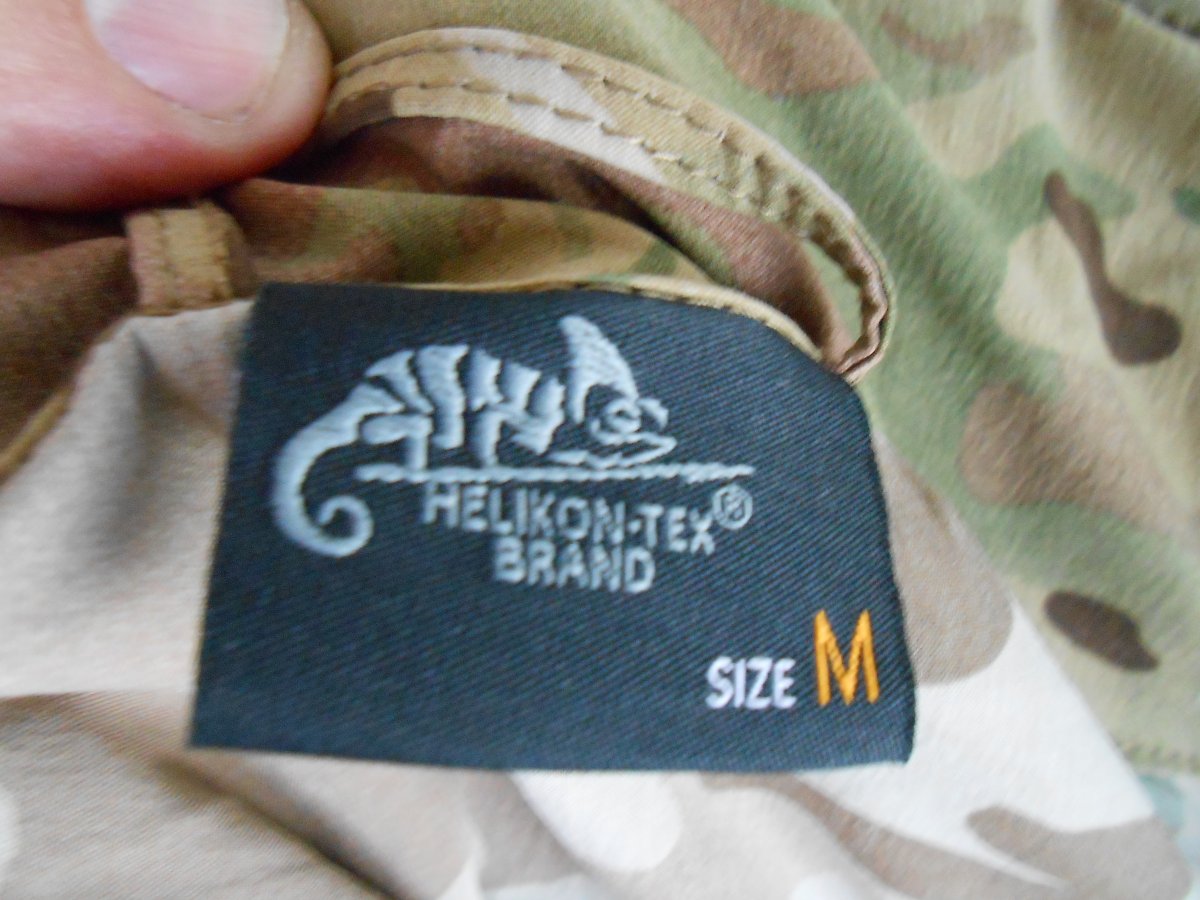 HELIKON-TEX®
BRAND
SIZE M